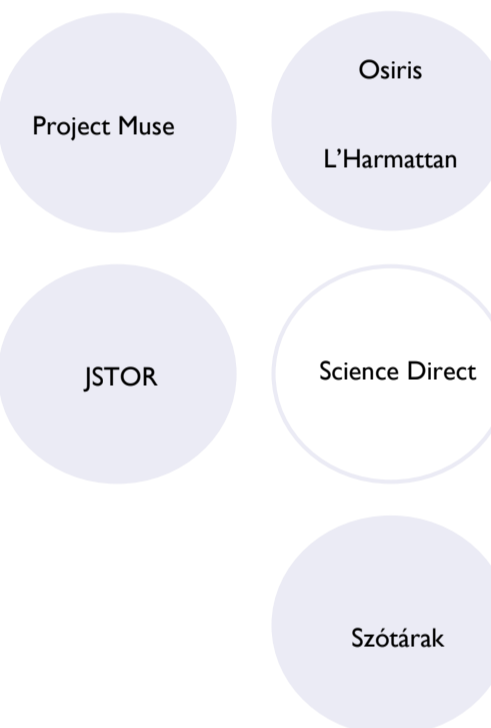 Project Muse
Osiris
L'Harmattan
JSTOR
Science Direct
Szótárak